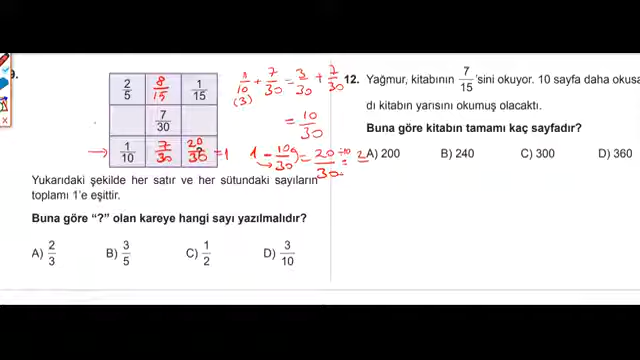 9.
2/5 8/15 1/15
7/30
→ 1/10 7/30 20/30 ? = 1
1/10 + 7/30 = 3/30 + 7/30
(3)
= 10/30
1 - 10/30 = 20/30 ÷10 = 2
Yukarıdaki şekilde her satır ve her sütundaki sayıların
toplamı 1'e eşittir.
Buna göre “?” olan kareye hangi sayı yazılmalıdır?
A) 2/3 B) 3/5 C) 1/2 D) 3/10
12. Yağmur, kitabının 7/15 'sini okuyor. 10 sayfa daha okusa
dı kitabın yarısını okumuş olacaktı.
Buna göre kitabın tamamı kaç sayfadır?
A) 200 B) 240 C) 300 D) 360